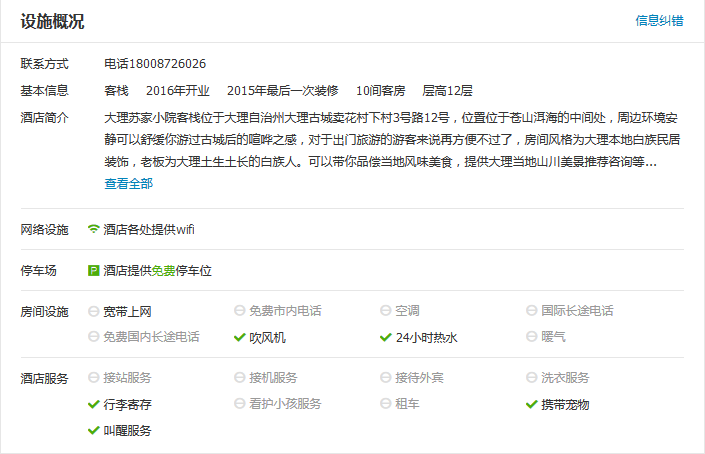 设施概况 信息纠错
联系方式 电话18008726026
基本信息 客栈 2016年开业 2015年最后一次装修 10间客房 层高12层
酒店简介 大理苏家小院客栈位于大理自治州大理古城卖花村下村3号路12号，位置位于苍山洱海的中间处，周边环境安
静可以舒缓你游过古城后的喧哗之感，对于出门旅游的游客来说再方便不过了，房间风格为大理本地白族民居
装饰，老板为大理土生土长的白族人。可以带你品偿当地风味美食，提供大理当地山川美景推荐咨询等...
查看全部
网络设施 酒店各处提供wifi
停车场 P 酒店提供免费停车位
房间设施 宽带上网 免费市内电话 空调 国际长途电话
免费国内长途电话 吹风机 24小时热水 暖气
酒店服务 接站服务 接机服务 接待外宾 洗衣服务
行李寄存 看护小孩服务 租车 携带宠物
叫醒服务